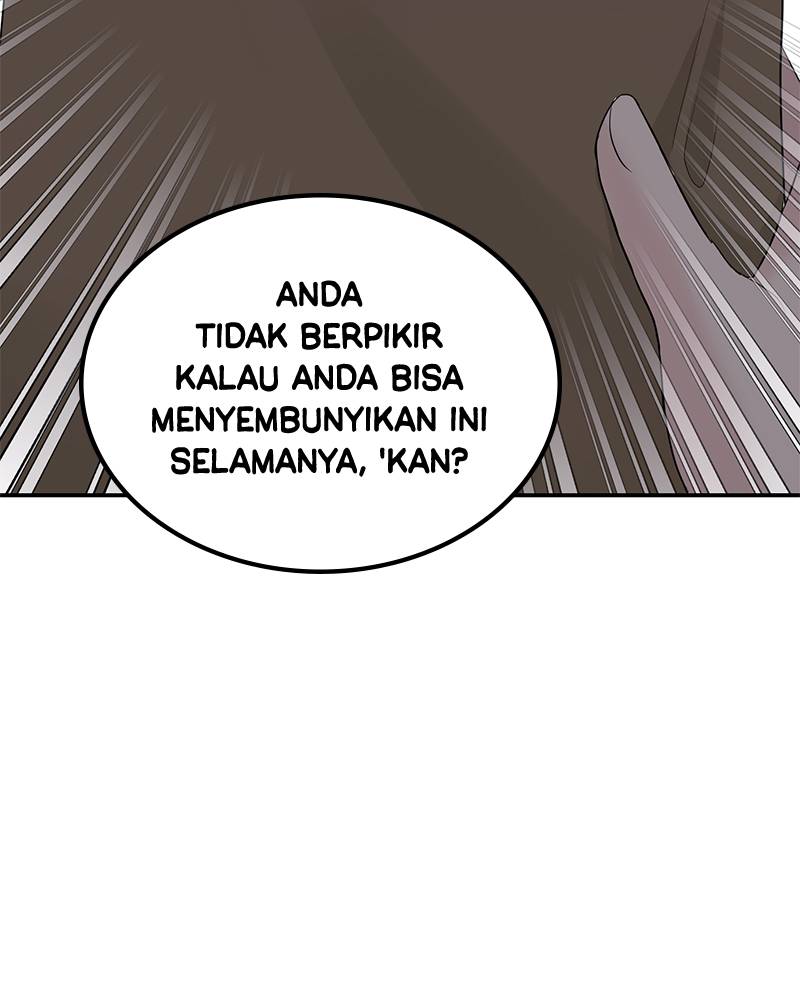 ANDA
TIDAK BERPIKIR
KALAU ANDA BISA
MENYEMBUNYIKAN INI
SELAMANYA, 'KAN?